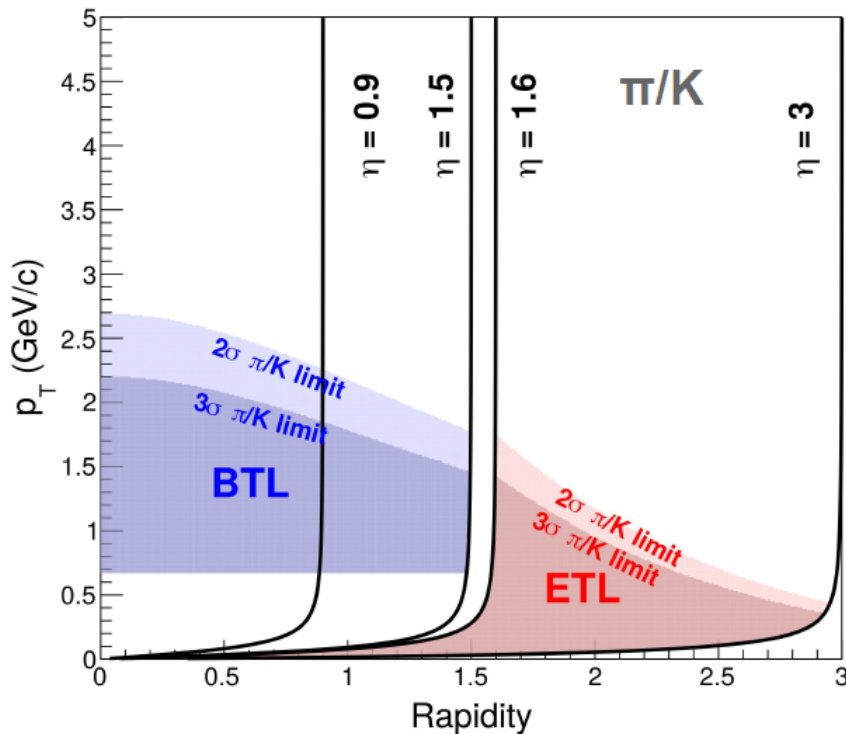 5
4.5
4
3.5
3
2.5
2
1.5
1
0.5
0
p_T (GeV/c)
η = 0.9
η = 1.5
η = 1.6
π/K
η = 3
2σ π/K limit
3σ π/K limit
BTL
2σ π/K limit
3σ π/K limit
ETL
0 0.5 1 1.5 2 2.5 3
Rapidity